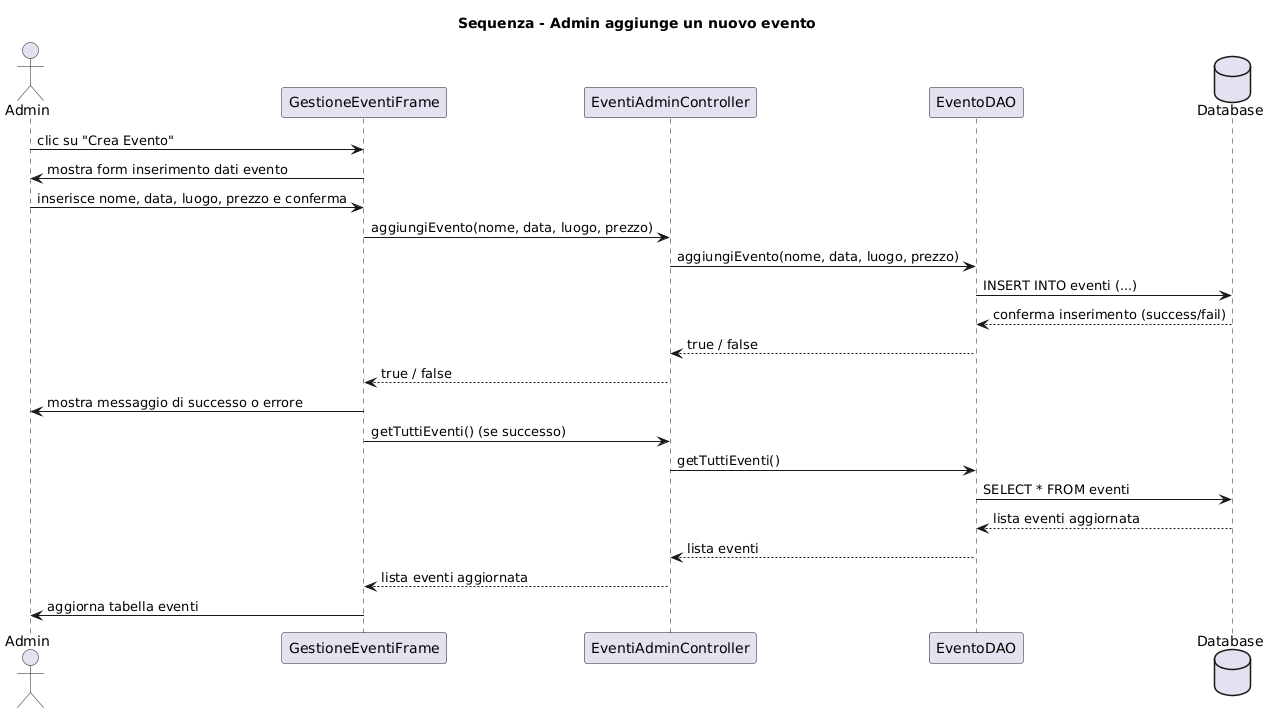 Sequenza - Admin aggiunge un nuovo evento
Admin
GestioneEventiFrame
EventiAdminController
EventoDAO
Database
clic su "Crea Evento"
mostra form inserimento dati evento
inserisce nome, data, luogo, prezzo e conferma
aggiungiEvento(nome, data, luogo, prezzo)
aggiungiEvento(nome, data, luogo, prezzo)
INSERT INTO eventi (...)
conferma inserimento (success/fail)
true / false
true / false
mostra messaggio di successo o errore
getTuttiEventi() (se successo)
getTuttiEventi()
SELECT * FROM eventi
lista eventi aggiornata
lista eventi
lista eventi aggiornata
aggiorna tabella eventi
Admin
GestioneEventiFrame
EventiAdminController
EventoDAO
Database